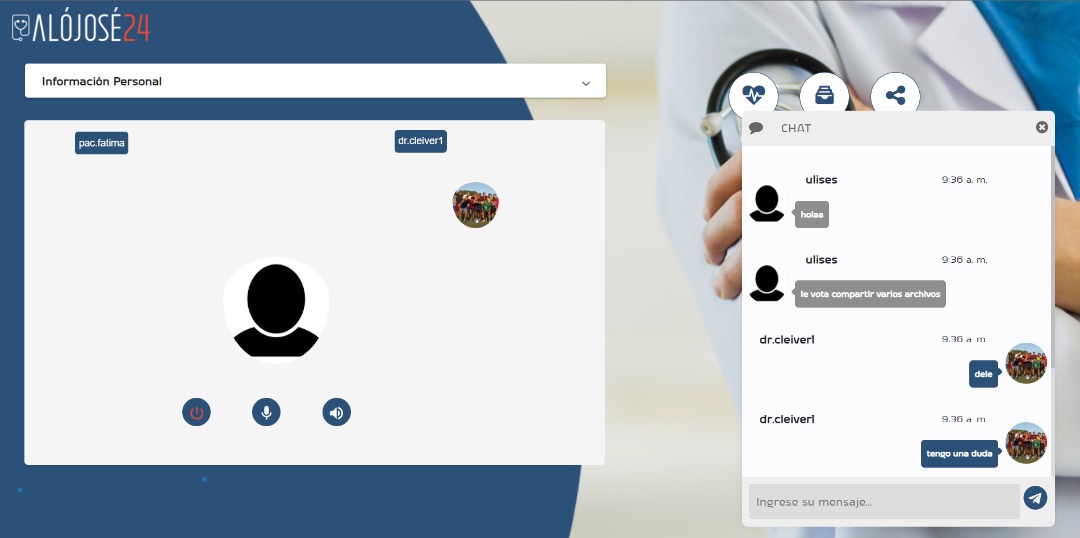 ALÓJOSÉ24
Información Personal
pac.fatima
dr.cleiver1
CHAT
ulises 9:36 a. m.
holaa
ulises 9:36 a. m.
le vota compartir varios archivos
dr.cleiver1 9:36 a. m.
dele
dr.cleiver1 9:36 a. m.
tengo una duda
Ingrese su mensaje...